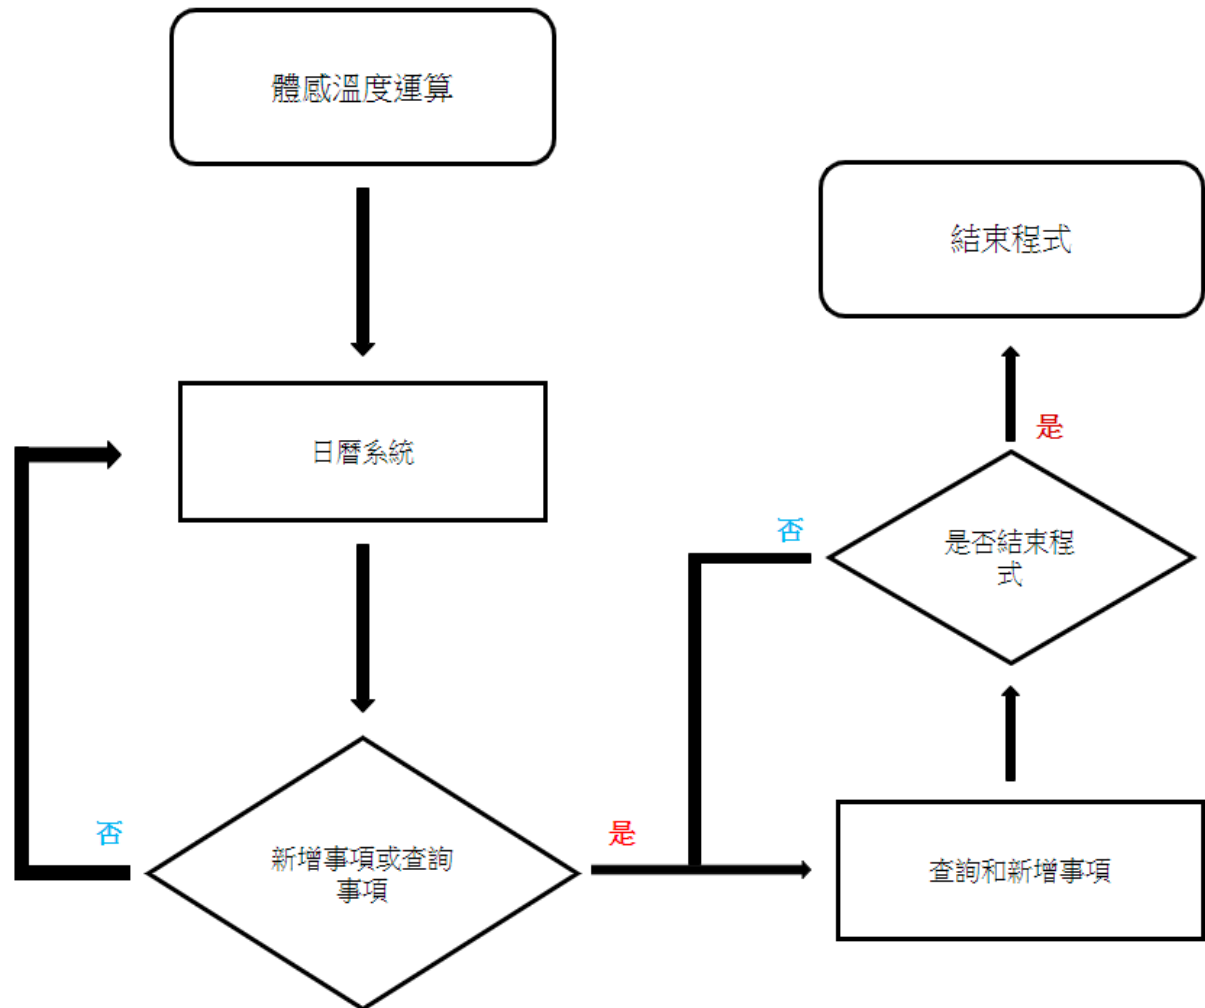 體感溫度運算
日曆系統
否
新增事項或查詢
事項
是
查詢和新增事項
否
是否結束程
式
是
結束程式